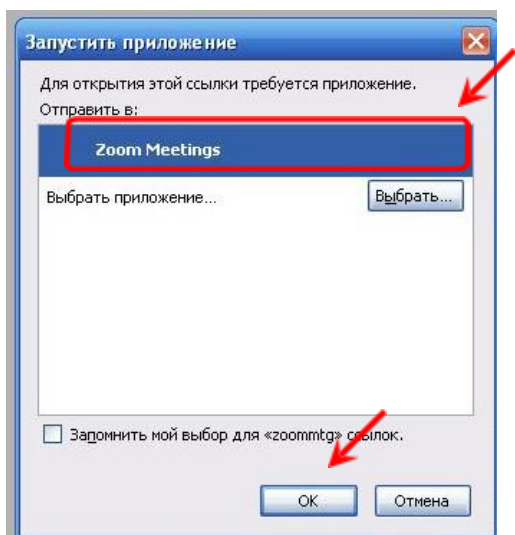 Запустить приложение
Для открытия этой ссылки требуется приложение.
Отправить в:
Zoom Meetings
Выбрать приложение...
Выбрать...
Запомнить мой выбор для «zoommtg» ссылок.
ОК
Отмена